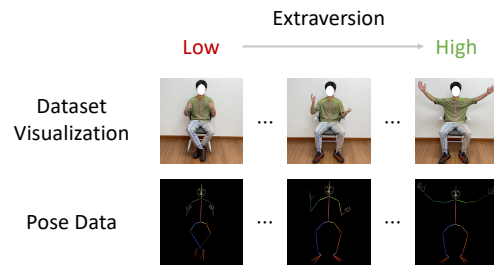 Extraversion
Low High
Dataset
Visualization
... ...
Pose Data
... ...